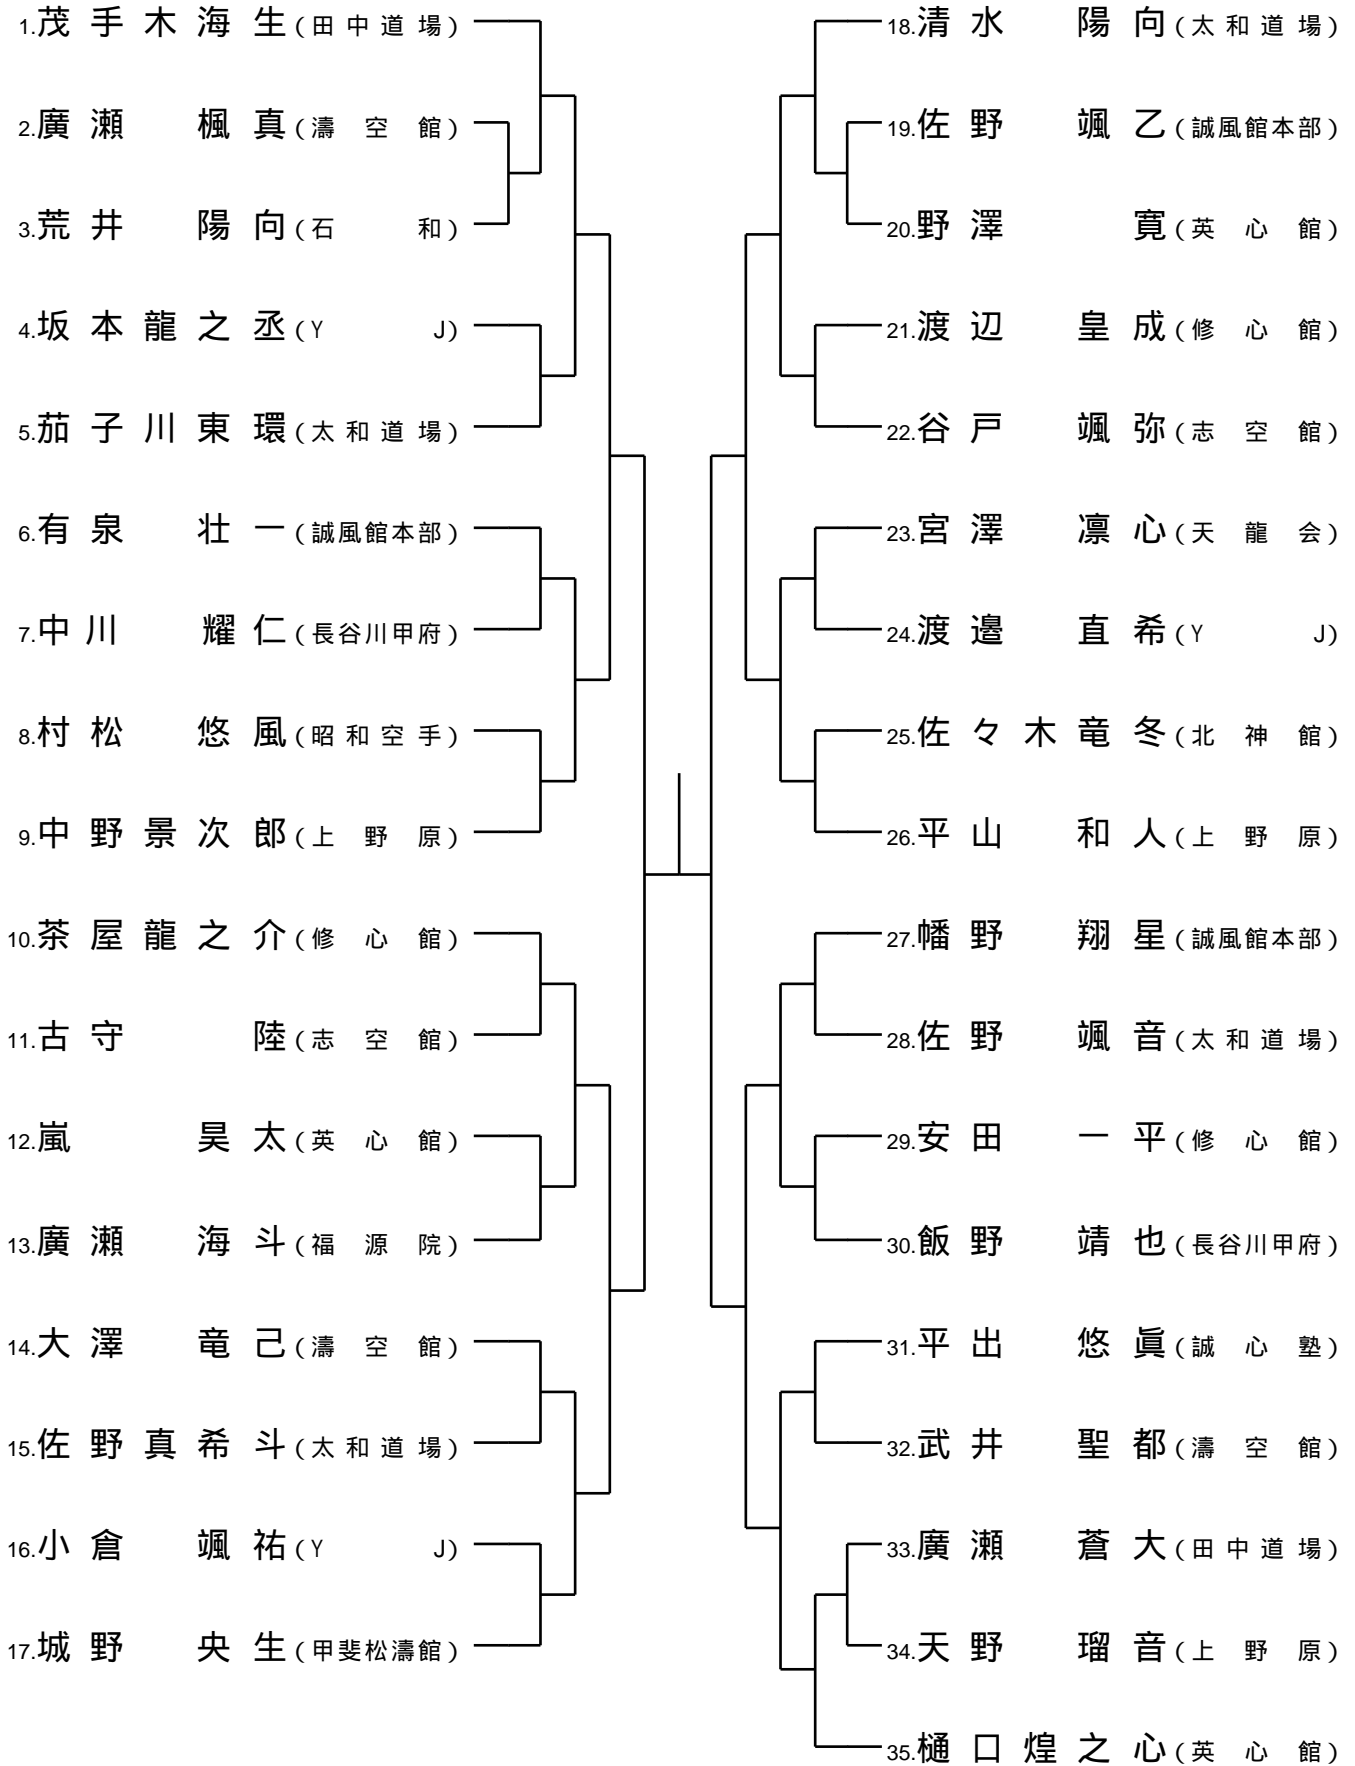 1.茂手木海生(田中道場)
2.廣瀬 楓真(濤空館)
3.荒井 陽向(石和)
4.坂本龍之丞(YJ)
5.茄子川東環(太和道場)
6.有泉 壮一(誠風館本部)
7.中川 耀仁(長谷川甲府)
8.村松 悠風(昭和空手)
9.中野景次郎(上野原)
10.茶屋龍之介(修心館)
11.古守 陸(志空館)
12.嵐 昊太(英心館)
13.廣瀬 海斗(福源院)
14.大澤 竜己(濤空館)
15.佐野真希斗(太和道場)
16.小倉 颯祐(YJ)
17.城野 央生(甲斐松濤館)
18.清水 陽向(太和道場)
19.佐野 颯乙(誠風館本部)
20.野澤 寛(英心館)
21.渡辺 皇成(修心館)
22.谷戸 颯弥(志空館)
23.宮澤 凛心(天龍会)
24.渡邉 直希(YJ)
25.佐々木竜冬(北神館)
26.平山 和人(上野原)
27.幡野 翔星(誠風館本部)
28.佐野 颯音(太和道場)
29.安田 一平(修心館)
30.飯野 靖也(長谷川甲府)
31.平出 悠眞(誠心塾)
32.武井 聖都(濤空館)
33.廣瀬 蒼大(田中道場)
34.天野 瑠音(上野原)
35.樋口煌之心(英心館)